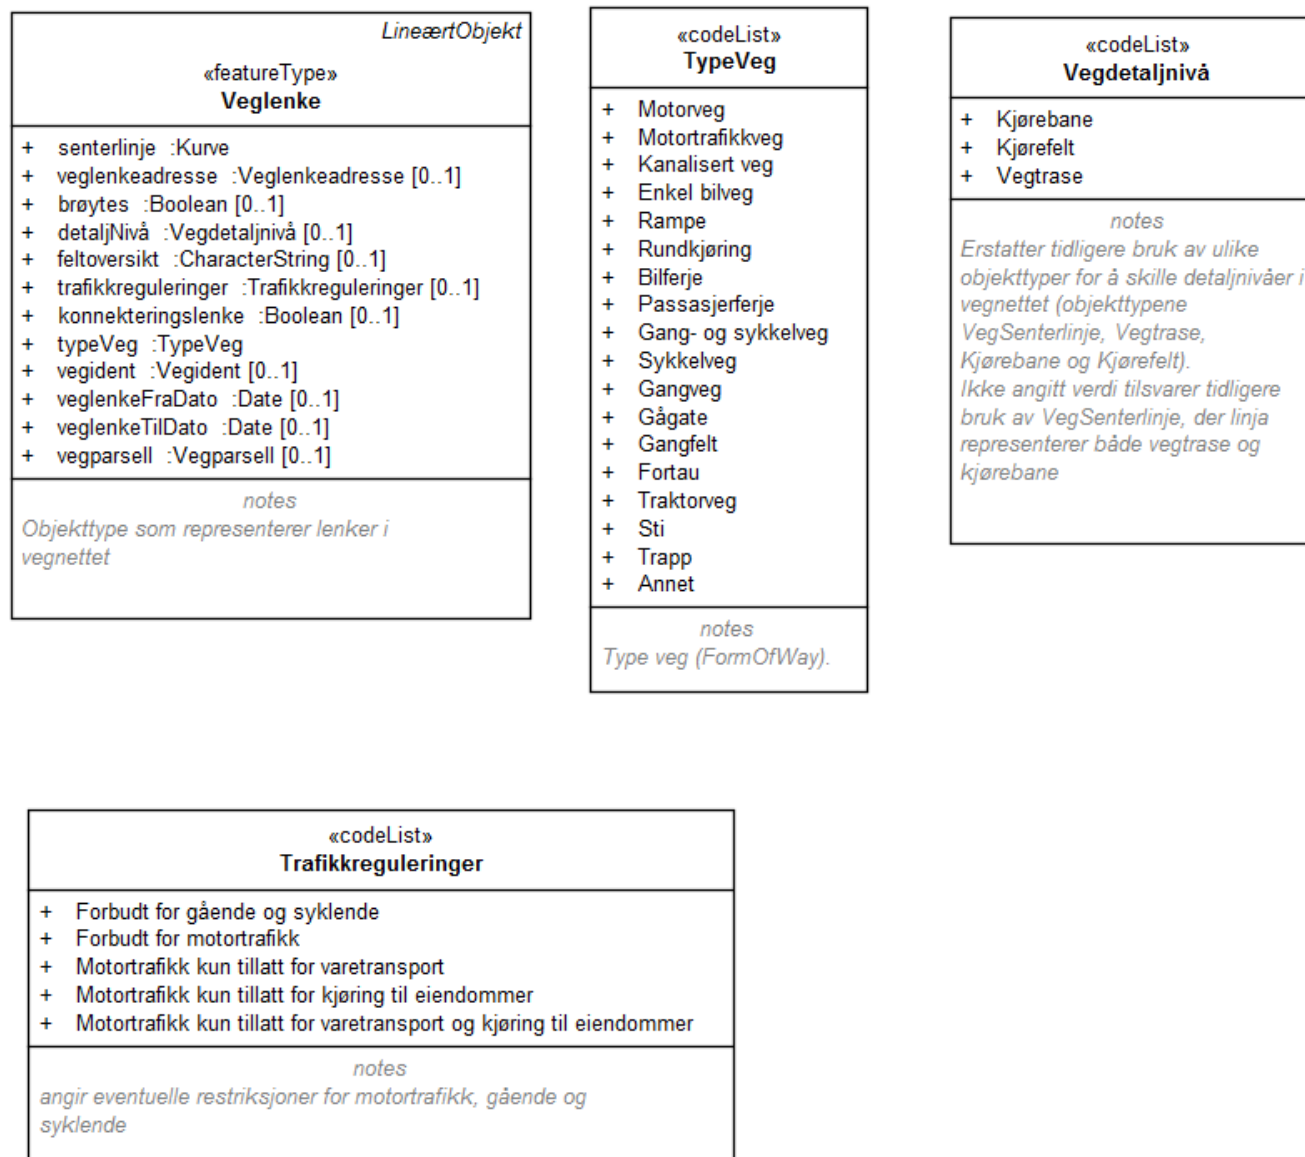 LineærtObjekt
«featureType»
Veglenke
+ senterlinje :Kurve
+ veglenkeadresse :Veglenkeadresse [0..1]
+ brøytes :Boolean [0..1]
+ detaljNivå :Vegdetaljnivå [0..1]
+ feltoversikt :CharacterString [0..1]
+ trafikkreguleringer :Trafikkreguleringer [0..1]
+ konnekteringslenke :Boolean [0..1]
+ typeVeg :TypeVeg
+ vegident :Vegident [0..1]
+ veglenkeFraDato :Date [0..1]
+ veglenkeTilDato :Date [0..1]
+ vegparsell :Vegparsell [0..1]
notes
Objekttype som representerer lenker i
vegnettet
«codeList»
TypeVeg
+ Motorveg
+ Motortrafikkveg
+ Kanalisert veg
+ Enkel bilveg
+ Rampe
+ Rundkjøring
+ Bilferje
+ Passasjerferje
+ Gang- og sykkelveg
+ Sykkelveg
+ Gangveg
+ Gågate
+ Gangfelt
+ Fortau
+ Traktorveg
+ Sti
+ Trapp
+ Annet
notes
Type veg (FormOfWay).
«codeList»
Vegdetaljnivå
+ Kjørebane
+ Kjørefelt
+ Vegtrase
notes
Erstatter tidligere bruk av ulike
objekttyper for å skille detaljnivåer i
vegnettet (objekttypene
VegSenterlinje, Vegtrase,
Kjørebane og Kjørefelt).
Ikke angitt verdi tilsvarer tidligere
bruk av VegSenterlinje, der linja
representerer både vegtrase og
kjørebane
«codeList»
Trafikkreguleringer
+ Forbudt for gående og syklende
+ Forbudt for motortrafikk
+ Motortrafikk kun tillatt for varetransport
+ Motortrafikk kun tillatt for kjøring til eiendommer
+ Motortrafikk kun tillatt for varetransport og kjøring til eiendommer
notes
angir eventuelle restriksjoner for motortrafikk, gående og
syklende